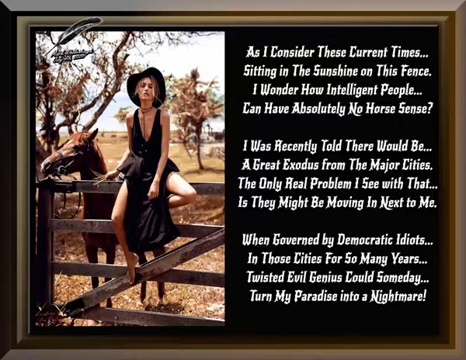 As I Consider These Current Times...
Sitting in The Sunshine on This Fence.
I Wonder How Intelligent People...
Can Have Absolutely No Horse Sense?
I Was Recently Told There Would Be...
A Great Exodus from The Major Cities.
The Only Real Problem I See with That...
Is They Might Be Moving In Next to Me.
When Governed by Democratic Idiots...
In Those Cities For So Many Years...
Twisted Evil Genius Could Someday...
Turn My Paradise into a Nightmare!